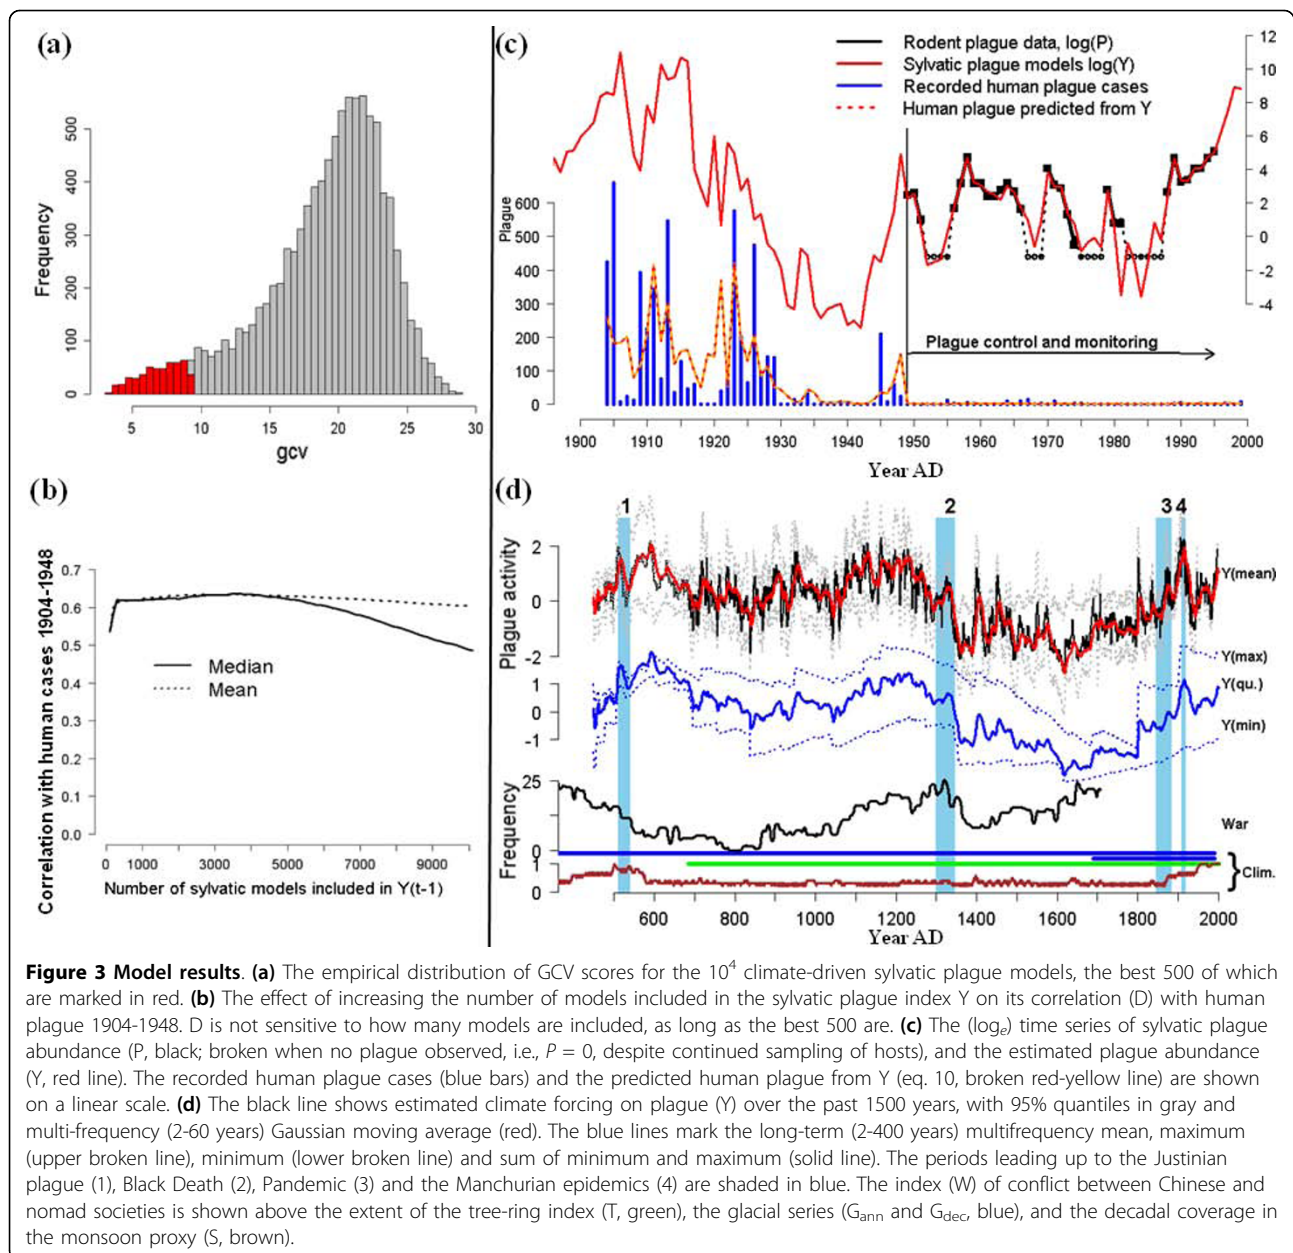 (a)
Frequency
0
100
200
300
400
500
5
10
15
20
25
30
gcv
(b)
Correlation with human cases 1904-1948
0.7
0.6
0.5
0.4
0.3
0.2
0.1
0.0
Median
Mean
0
1000
3000
5000
7000
9000
Number of sylvatic models included in Y(t-1)
(c)
Rodent plague data, log(P)
Sylvatic plague models log(Y)
Recorded human plague cases
Human plague predicted from Y
12
10
8
6
4
2
0
-2
-4
Plague
600
500
400
300
200
100
0
Plague control and monitoring
1900 1910 1920 1930 1940 1950 1960 1970 1980 1990 2000
Year AD
(d)
1
2
3 4
Plague activity
2
0
-2
Y(mean)
Y(max)
Y(qu.)
Y(min)
1
0
-1
Frequency
25
0
1
0
War
} Clim.
600 800 1000 1200 1400 1600 1800 2000
Year AD
Figure 3 Model results. (a) The empirical distribution of GCV scores for the 10⁴ climate-driven sylvatic plague models, the best 500 of which
are marked in red. (b) The effect of increasing the number of models included in the sylvatic plague index Y on its correlation (D) with human
plague 1904-1948. D is not sensitive to how many models are included, as long as the best 500 are. (c) The (logₑ) time series of sylvatic plague
abundance (P, black; broken when no plague observed, i.e., P = 0, despite continued sampling of hosts), and the estimated plague abundance
(Y, red line). The recorded human plague cases (blue bars) and the predicted human plague from Y (eq. 10, broken red-yellow line) are shown
on a linear scale. (d) The black line shows estimated climate forcing on plague (Y) over the past 1500 years, with 95% quantiles in gray and
multi-frequency (2-60 years) Gaussian moving average (red). The blue lines mark the long-term (2-400 years) multifrequency mean, maximum
(upper broken line), minimum (lower broken line) and sum of minimum and maximum (solid line). The periods leading up to the Justinian
plague (1), Black Death (2), Pandemic (3) and the Manchurian epidemics (4) are shaded in blue. The index (W) of conflict between Chinese and
nomad societies is shown above the extent of the tree-ring index (T, green), the glacial series (Gann and Gdec, blue), and the decadal coverage in
the monsoon proxy (S, brown).